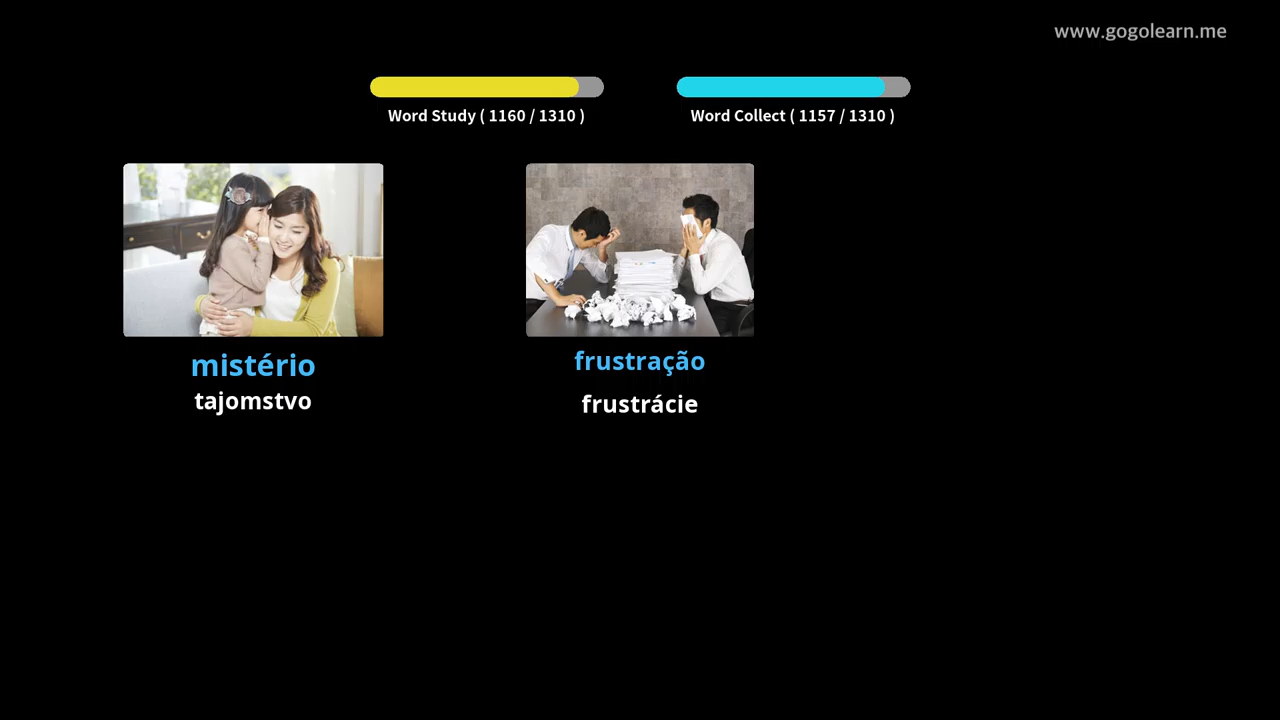 www.gogolearn.me
Word Study ( 1160 / 1310 )
Word Collect ( 1157 / 1310 )
mistério
tajomstvo
frustração
frustrácie